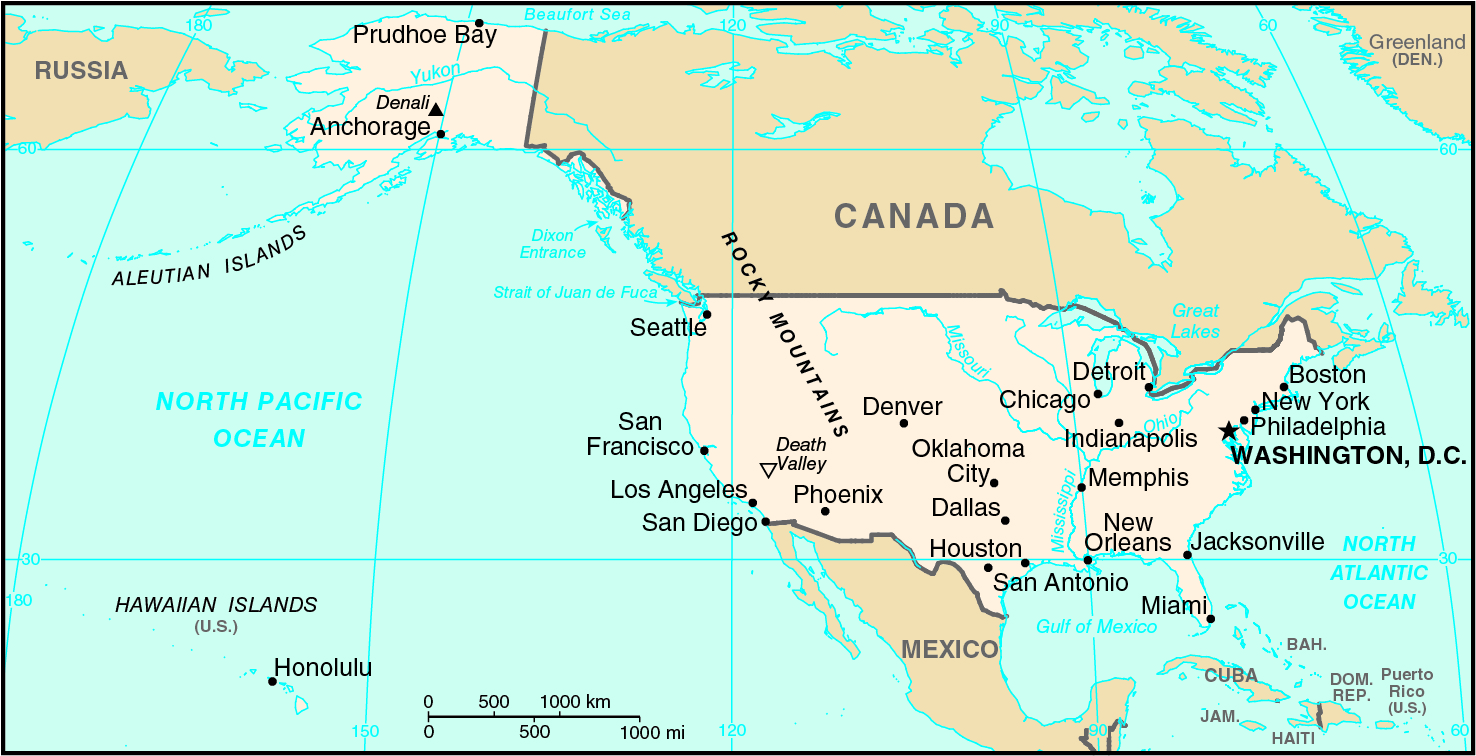 180
Beaufort Sea
120
90
60
Prudhoe Bay
Greenland
(DEN.)
RUSSIA
Yukon
Denali
Anchorage
60
60
CANADA
Dixon
Entrance
ALEUTIAN ISLANDS
ROCKY MOUNTAINS
Strait of Juan de Fuca
Seattle
Great
Lakes
Missouri
Detroit
Boston
NORTH PACIFIC
OCEAN
Chicago
New York
Denver
Ohio
Philadelphia
San
Francisco
Indianapolis
Death
Valley
Oklahoma
City
WASHINGTON, D.C.
Los Angeles
Phoenix
Memphis
San Diego
Dallas
Mississippi
New
Orleans
Jacksonville
Houston
NORTH
ATLANTIC
OCEAN
30
30
San Antonio
180
HAWAIIAN ISLANDS
(U.S.)
Miami
Gulf of Mexico
MEXICO
BAH.
Honolulu
CUBA
DOM.
REP.
Puerto
Rico
(U.S.)
JAM.
HAITI
0 500 1000 km
0 500 1000 mi
150
120
90
60